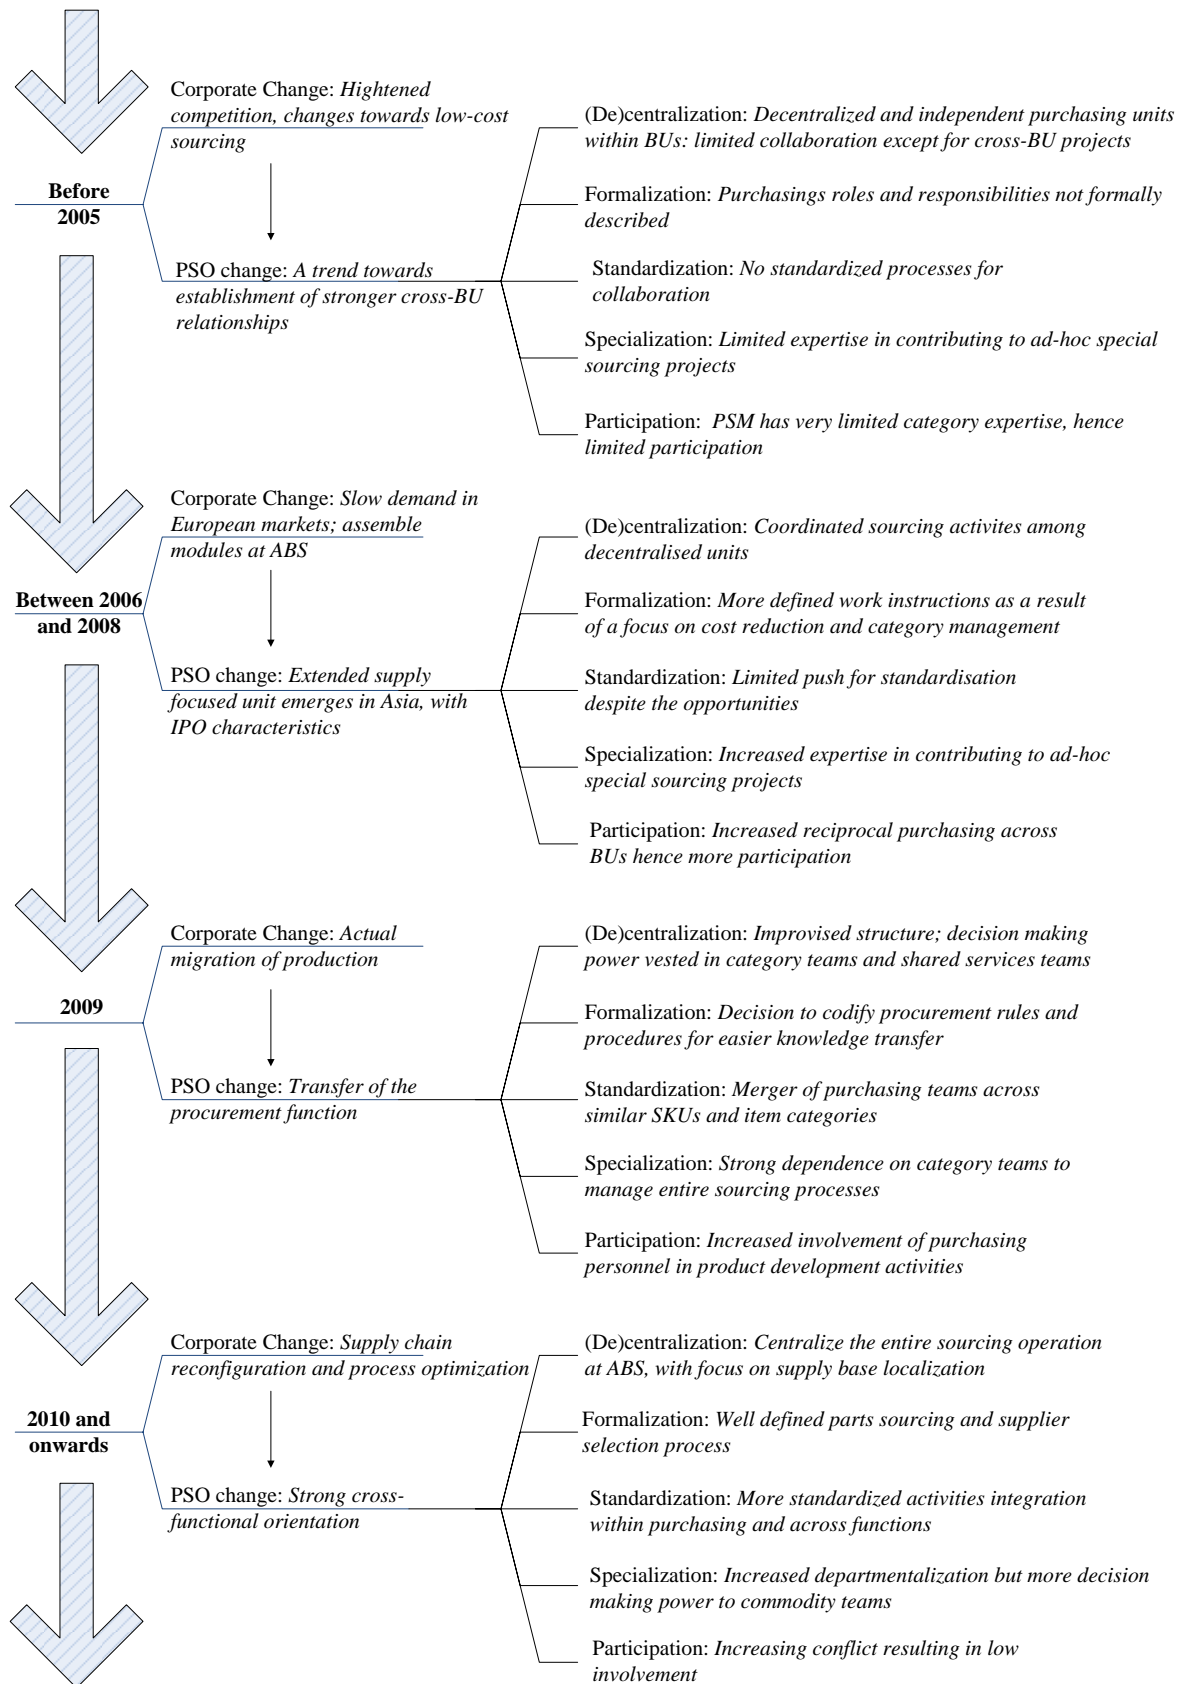 Before
2005
Corporate Change: Hightened
competition, changes towards low-cost
sourcing
PSO change: A trend towards
establishment of stronger cross-BU
relationships
(De)centralization: Decentralized and independent purchasing units
within BUs: limited collaboration except for cross-BU projects
Formalization: Purchasings roles and responsibilities not formally
described
Standardization: No standardized processes for
collaboration
Specialization: Limited expertise in contributing to ad-hoc special
sourcing projects
Participation: PSM has very limited category expertise, hence
limited participation
Between 2006
and 2008
Corporate Change: Slow demand in
European markets; assemble
modules at ABS
PSO change: Extended supply
focused unit emerges in Asia, with
IPO characteristics
(De)centralization: Coordinated sourcing activites among
decentralised units
Formalization: More defined work instructions as a result
of a focus on cost reduction and category management
Standardization: Limited push for standardisation
despite the opportunities
Specialization: Increased expertise in contributing to ad-hoc
special sourcing projects
Participation: Increased reciprocal purchasing across
BUs hence more participation
2009
Corporate Change: Actual
migration of production
PSO change: Transfer of the
procurement function
(De)centralization: Improvised structure; decision making
power vested in category teams and shared services teams
Formalization: Decision to codify procurement rules and
procedures for easier knowledge transfer
Standardization: Merger of purchasing teams across
similar SKUs and item categories
Specialization: Strong dependence on category teams to
manage entire sourcing processes
Participation: Increased involvement of purchasing
personnel in product development activities
2010 and
onwards
Corporate Change: Supply chain
reconfiguration and process optimization
PSO change: Strong cross-
functional orientation
(De)centralization: Centralize the entire sourcing operation
at ABS, with focus on supply base localization
Formalization: Well defined parts sourcing and supplier
selection process
Standardization: More standardized activities integration
within purchasing and across functions
Specialization: Increased departmentalization but more decision
making power to commodity teams
Participation: Increasing conflict resulting in low
involvement